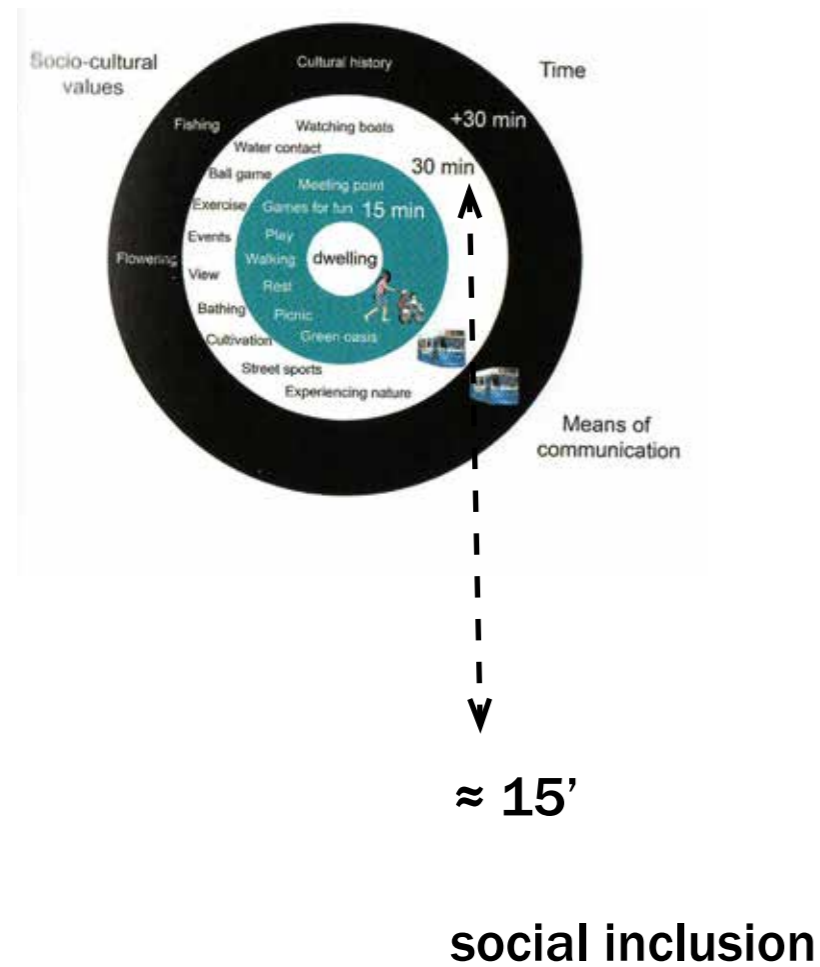 Socio-cultural
values
Cultural history
Time
Fishing
Watching boats
+30 min
Water contact
30 min
Ball game
Meeting point
Exercise
Games for fun
15 min
Events
Play
Flowering
Walking
dwelling
View
Rest
Bathing
Picnic
Cultivation
Green oasis
Street sports
Experiencing nature
Means of
communication
≈ 15’
social inclusion